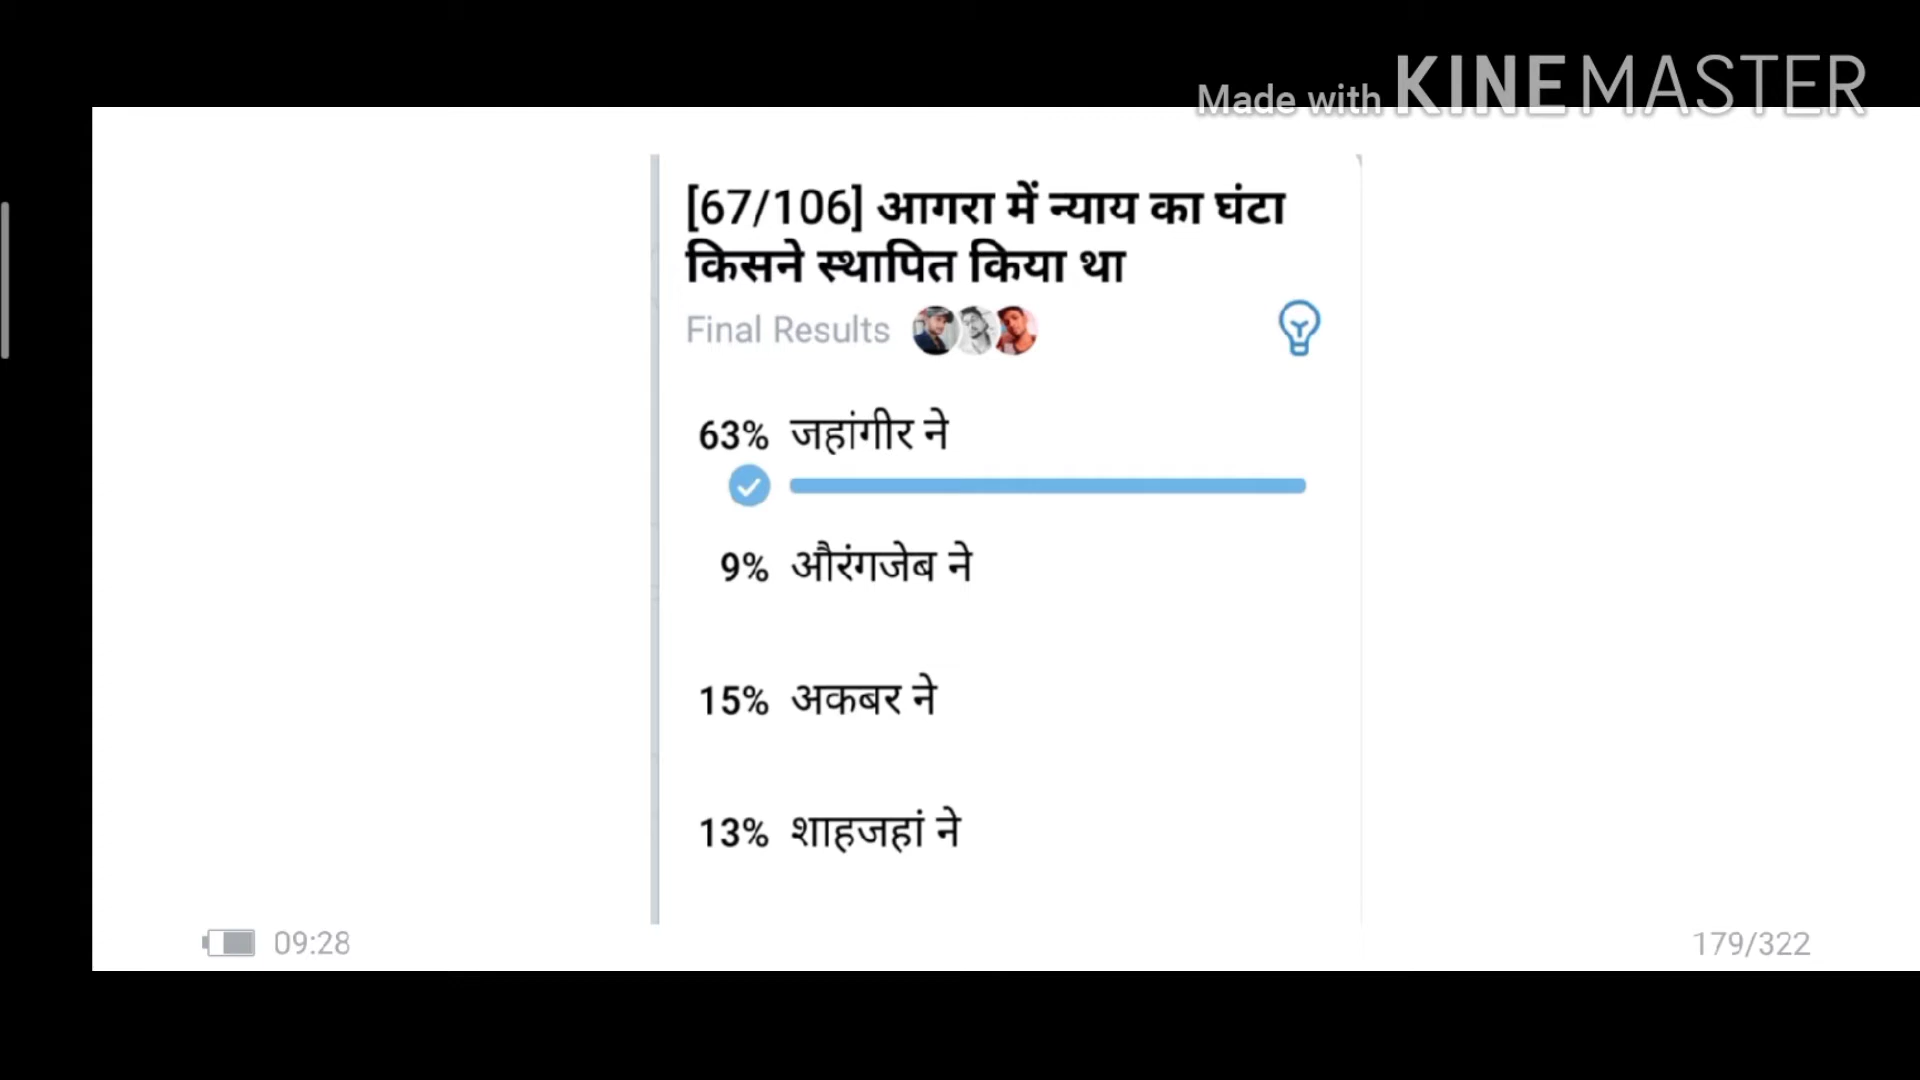 Made with KINEMASTER
[67/106] आगरा में न्याय का घंटा
किसने स्थापित किया था
Final Results
63% जहांगीर ने
9% औरंगजेब ने
15% अकबर ने
13% शाहजहां ने
09:28
179/322